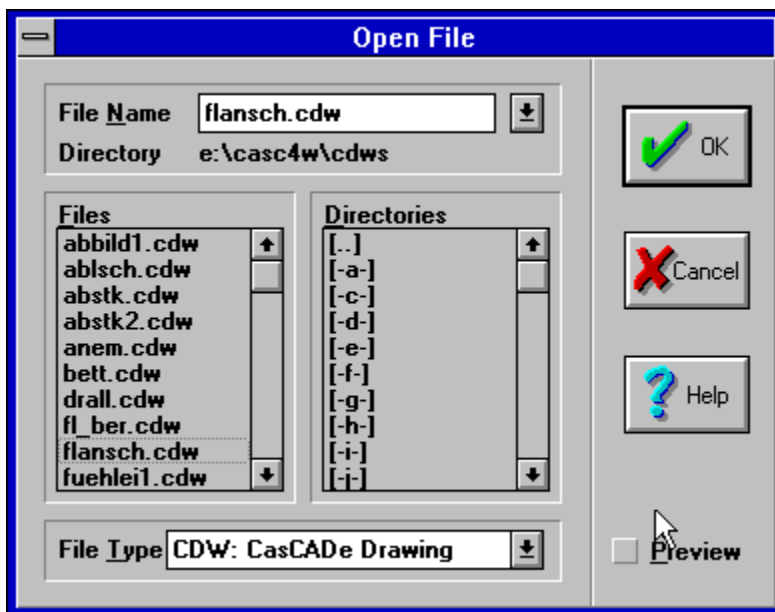 Open File
File Name flansch.cdw
Directory e:\casc4w\cdws
Files
abbild1.cdw
ablsch.cdw
abstk.cdw
abstk2.cdw
anem.cdw
bett.cdw
drall.cdw
fl_ber.cdw
flansch.cdw
fuehlei1.cdw
Directories
[..]
[-a-]
[-c-]
[-d-]
[-e-]
[-f-]
[-g-]
[-h-]
[-i-]
[-j-]
File Type CDW: CasCADe Drawing
OK
Cancel
Help
Preview